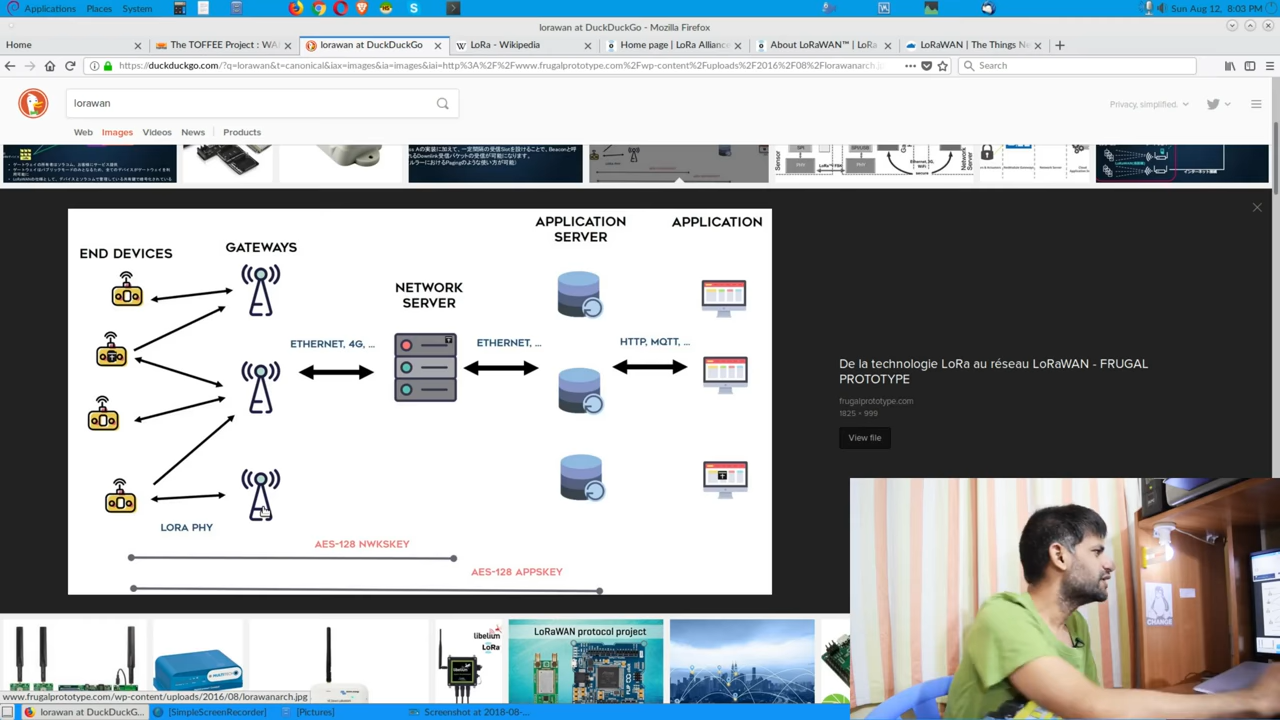 Applications Places System
Sun Aug 12, 8:03 PM
lorawan at DuckDuckGo - Mozilla Firefox
Home
The TOFFEE Project : WA
lorawan at DuckDuckGo
LoRa - Wikipedia
Home page | LoRa Alliance
About LoRaWAN™ | LoRa
LoRaWAN | The Things Ne
https://duckduckgo.com/?q=lorawan&t=canonical&iax=images&ia=images&iai=http%3A%2F%2Fwww.frugalprototype.com%2Fwp-content%2Fuploads%2F2016%2F08%2Florawanarch.j
Search
lorawan
Privacy, simplified.
Web Images Videos News Products
END DEVICES
GATEWAYS
NETWORK
SERVER
APPLICATION
SERVER
APPLICATION
ETHERNET, 4G, ...
ETHERNET, ...
HTTP, MQTT, ...
LORA PHY
AES-128 NWKSKEY
AES-128 APPSKEY
De la technologie LoRa au réseau LoRaWAN - FRUGAL
PROTOTYPE
frugalprototype.com
1825 × 999
View file
CHANGE
libelium
LoRa
LoRaWAN protocol project
www.frugalprototype.com/wp-content/uploads/2016/08/lorawanarch.jpg
lorawan at DuckDuckG...
[SimpleScreenRecorder]
[Pictures]
Screenshot at 2018-08-...